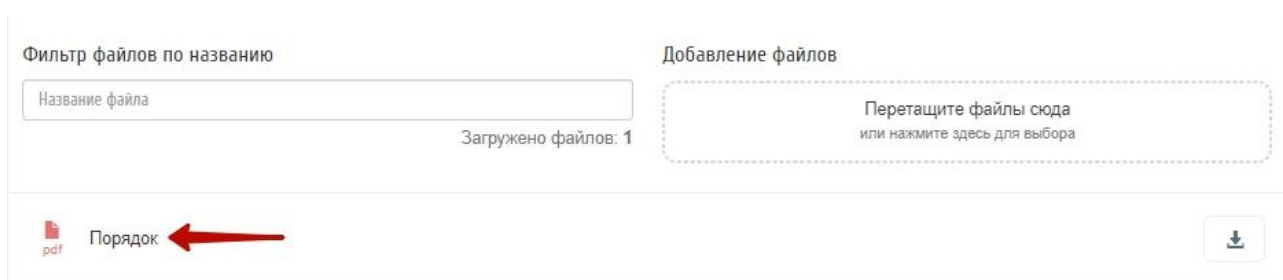 Фильтр файлов по названию
Название файла
Загружено файлов: 1
Добавление файлов
Перетащите файлы сюда
или нажмите здесь для выбора
pdf
Порядок